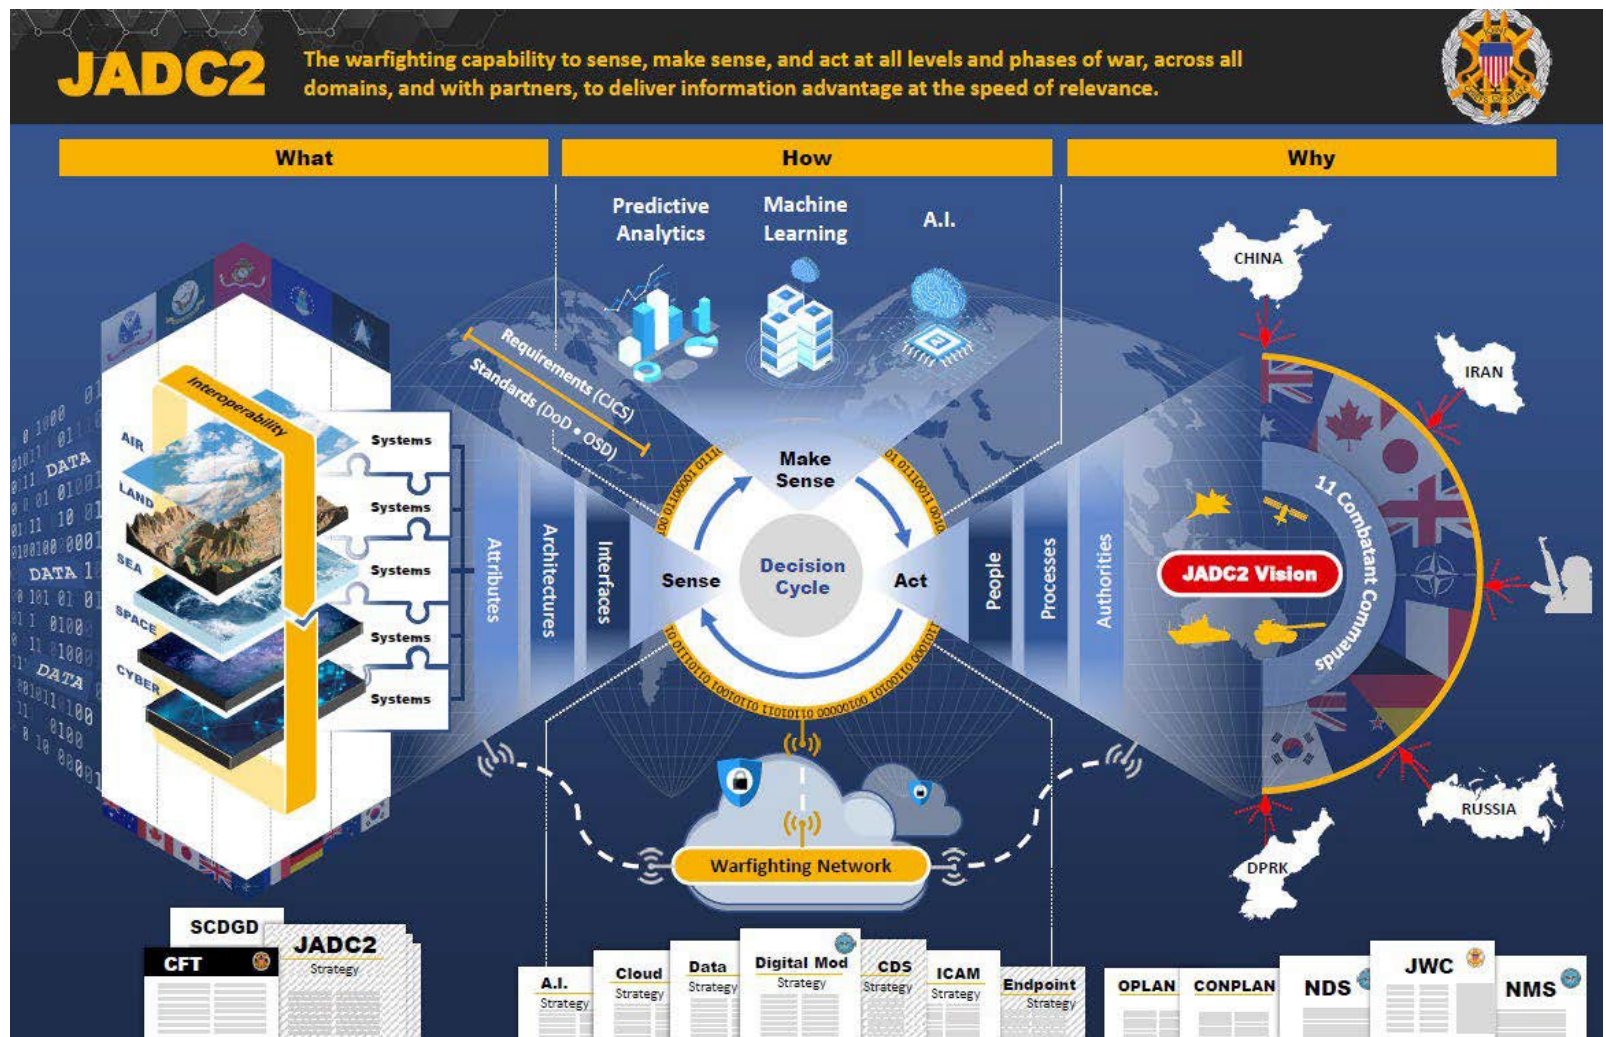 JADC2
The warfighting capability to sense, make sense, and act at all levels and phases of war, across all
domains, and with partners, to deliver information advantage at the speed of relevance.
What
How
Why
Predictive
Analytics
Machine
Learning
A.I.
AI
Requirements (CJCS)
Standards (DoD • OSD)
Interoperability
AIR
LAND
SEA
SPACE
CYBER
DATA
DATA
DATA
Systems
Systems
Systems
Systems
Systems
Attributes
Architectures
Interfaces
Sense
Make
Sense
Act
Decision
Cycle
People
Processes
Authorities
JADC2 Vision
11 Combatant Commands
CHINA
IRAN
RUSSIA
DPRK
Warfighting Network
SCDGD
CFT
JADC2
Strategy
A.I.
Strategy
Cloud
Strategy
Data
Strategy
Digital Mod
Strategy
CDS
Strategy
ICAM
Strategy
Endpoint
Strategy
OPLAN
CONPLAN
NDS
JWC
NMS